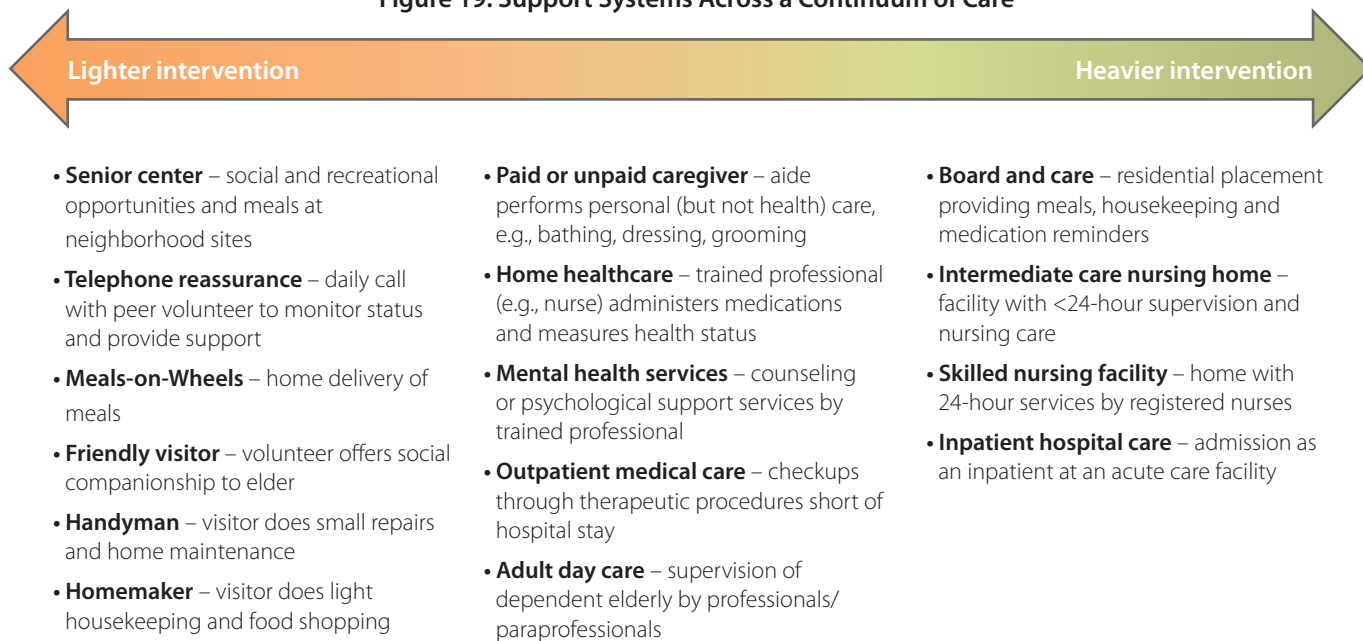 Figure 19. Support Systems Across a Continuum of Care
Lighter intervention
Heavier intervention
• Senior center – social and recreational
opportunities and meals at
neighborhood sites
• Telephone reassurance – daily call
with peer volunteer to monitor status
and provide support
• Meals-on-Wheels – home delivery of
meals
• Friendly visitor – volunteer offers social
companionship to elder
• Handyman – visitor does small repairs
and home maintenance
• Homemaker – visitor does light
housekeeping and food shopping
• Paid or unpaid caregiver – aide
performs personal (but not health) care,
e.g., bathing, dressing, grooming
• Home healthcare – trained professional
(e.g., nurse) administers medications
and measures health status
• Mental health services – counseling
or psychological support services by
trained professional
• Outpatient medical care – checkups
through therapeutic procedures short of
hospital stay
• Adult day care – supervision of
dependent elderly by professionals/
paraprofessionals
• Board and care – residential placement
providing meals, housekeeping and
medication reminders
• Intermediate care nursing home –
facility with <24-hour supervision and
nursing care
• Skilled nursing facility – home with
24-hour services by registered nurses
• Inpatient hospital care – admission as
an inpatient at an acute care facility